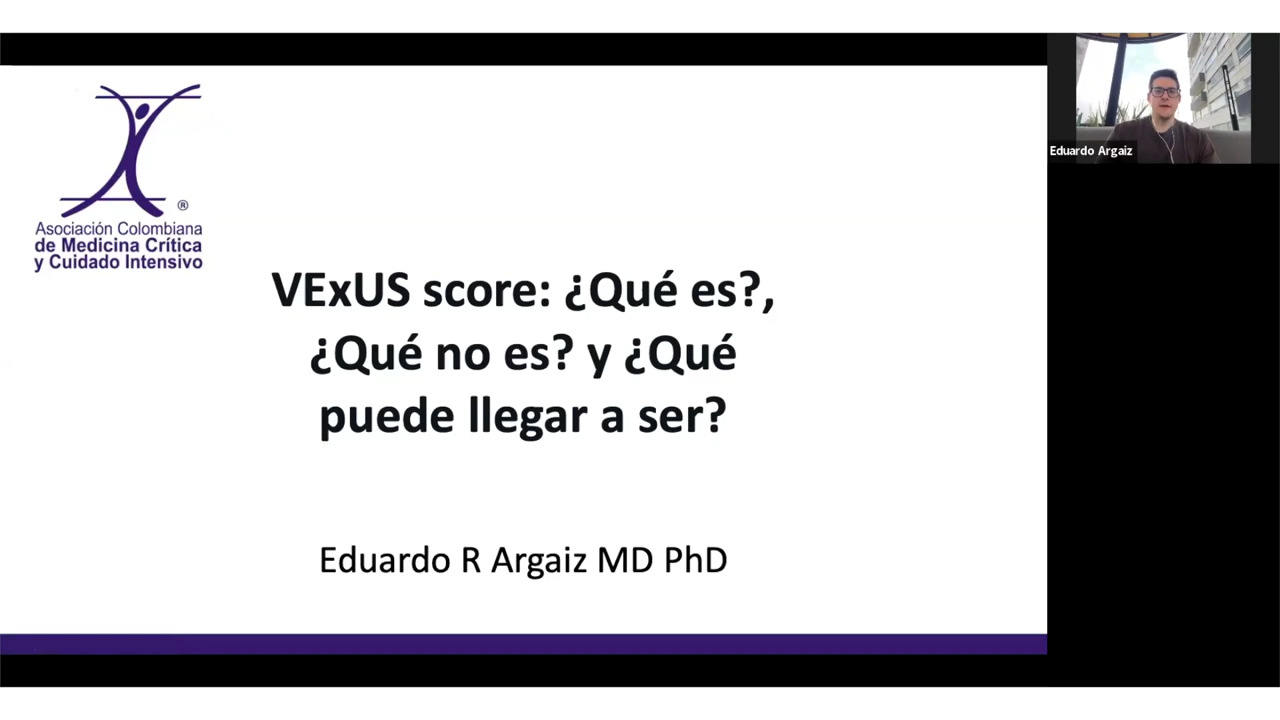 Asociación Colombiana
de Medicina Crítica
y Cuidado Intensivo
®
VExUS score: ¿Qué es?,
¿Qué no es? y ¿Qué
puede llegar a ser?
Eduardo R Argaiz MD PhD
Eduardo Argaiz